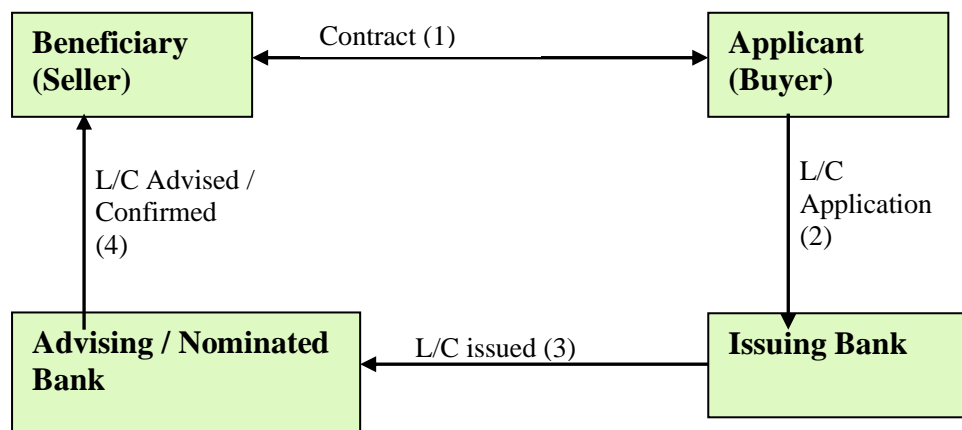 Beneficiary
(Seller)
Contract (1)
Applicant
(Buyer)
L/C Advised /
Confirmed
(4)
L/C
Application
(2)
Advising / Nominated
Bank
L/C issued (3)
Issuing Bank